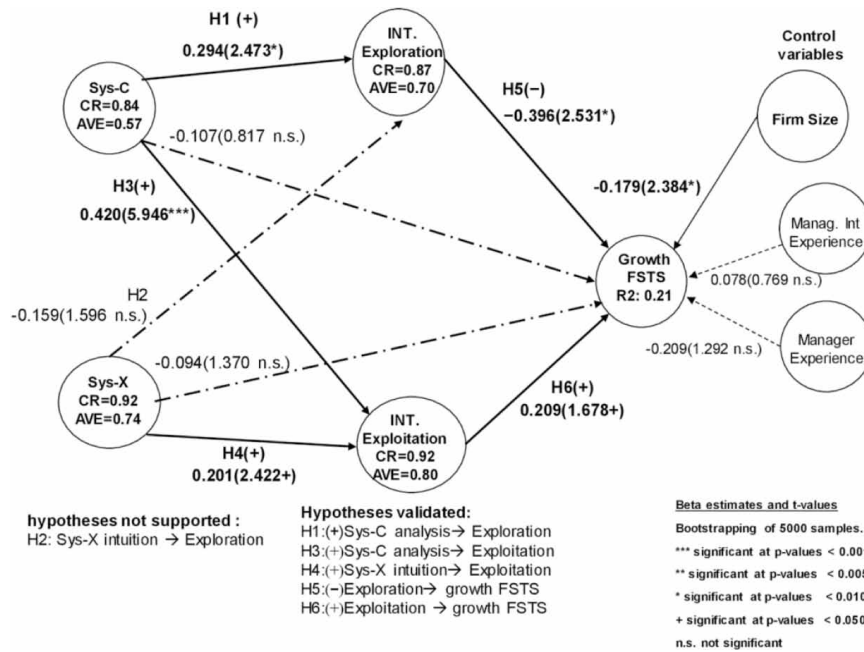 H1 (+)
0.294(2.473*)
INT.
Exploration
CR=0.87
AVE=0.70
Control
variables
Sys-C
CR=0.84
AVE=0.57
H5(−)
−0.396(2.531*)
Firm Size
-0.107(0.817 n.s.)
H3(+)
0.420(5.946***)
-0.179(2.384*)
Manag. Int
Experience
Growth
FSTS
R2: 0.21
0.078(0.769 n.s.)
H2
-0.159(1.596 n.s.)
Manager
Experience
-0.209(1.292 n.s.)
-0.094(1.370 n.s.)
Sys-X
CR=0.92
AVE=0.74
H6(+)
0.209(1.678+)
INT.
Exploitation
CR=0.92
AVE=0.80
H4(+)
0.201(2.422+)
hypotheses not supported :
H2: Sys-X intuition → Exploration
Hypotheses validated:
H1:(+)Sys-C analysis→ Exploration
H3:(+)Sys-C analysis→ Exploitation
H4:(+)Sys-X intuition→ Exploitation
H5:(−)Exploration→ growth FSTS
H6:(+)Exploitation → growth FSTS
Beta estimates and t-values
Bootstrapping of 5000 samples.
*** significant at p-values < 0.00
** significant at p-values < 0.005
* significant at p-values < 0.010
+ significant at p-values < 0.050
n.s. not significant